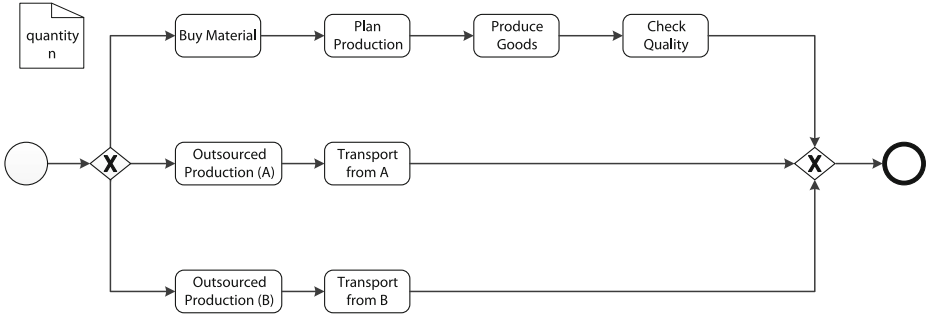 quantity
n
Buy Material
Plan
Production
Produce
Goods
Check
Quality
X
Outsourced
Production (A)
Transport
from A
X
Outsourced
Production (B)
Transport
from B